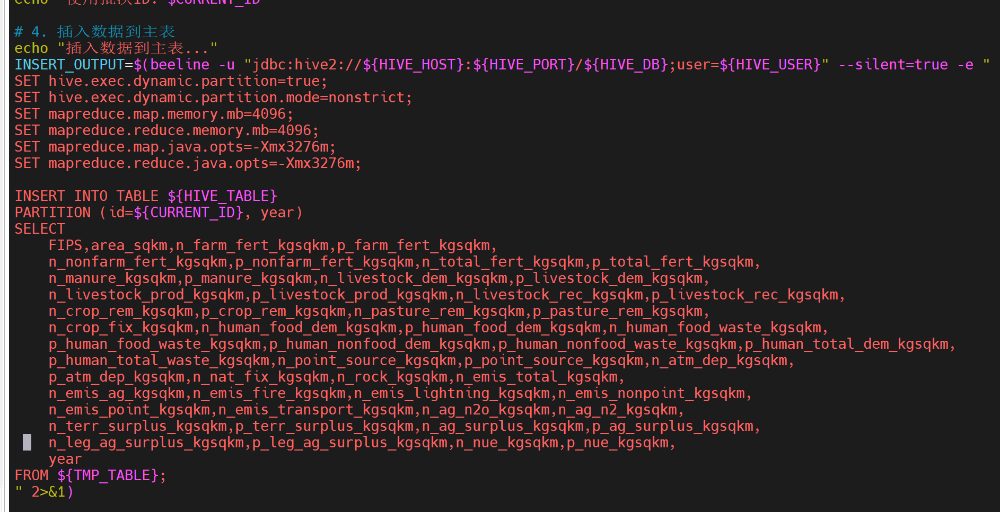 echo "使用批次ID: $CURRENT_ID"
# 4. 插入数据到主表
echo "插入数据到主表..."
INSERT_OUTPUT=$(beeline -u "jdbc:hive2://${HIVE_HOST}:${HIVE_PORT}/${HIVE_DB};user=${HIVE_USER}" --silent=true -e "
SET hive.exec.dynamic.partition=true;
SET hive.exec.dynamic.partition.mode=nonstrict;
SET mapreduce.map.memory.mb=4096;
SET mapreduce.reduce.memory.mb=4096;
SET mapreduce.map.java.opts=-Xmx3276m;
SET mapreduce.reduce.java.opts=-Xmx3276m;
INSERT INTO TABLE ${HIVE_TABLE}
PARTITION (id=${CURRENT_ID}, year)
SELECT
    FIPS,area_sqkm,n_farm_fert_kgsqkm,p_farm_fert_kgsqkm,
    n_nonfarm_fert_kgsqkm,p_nonfarm_fert_kgsqkm,n_total_fert_kgsqkm,p_total_fert_kgsqkm,
    n_manure_kgsqkm,p_manure_kgsqkm,n_livestock_dem_kgsqkm,p_livestock_dem_kgsqkm,
    n_livestock_prod_kgsqkm,p_livestock_prod_kgsqkm,n_livestock_rec_kgsqkm,p_livestock_rec_kgsqkm,
    n_crop_rem_kgsqkm,p_crop_rem_kgsqkm,n_pasture_rem_kgsqkm,p_pasture_rem_kgsqkm,
    n_crop_fix_kgsqkm,n_human_food_dem_kgsqkm,p_human_food_dem_kgsqkm,n_human_food_waste_kgsqkm,
    p_human_food_waste_kgsqkm,p_human_nonfood_dem_kgsqkm,p_human_nonfood_waste_kgsqkm,p_human_total_dem_kgsqkm,
    p_human_total_waste_kgsqkm,n_point_source_kgsqkm,p_point_source_kgsqkm,n_atm_dep_kgsqkm,
    p_atm_dep_kgsqkm,n_nat_fix_kgsqkm,n_rock_kgsqkm,n_emis_total_kgsqkm,
    n_emis_ag_kgsqkm,n_emis_fire_kgsqkm,n_emis_lightning_kgsqkm,n_emis_nonpoint_kgsqkm,
    n_emis_point_kgsqkm,n_emis_transport_kgsqkm,n_ag_n2o_kgsqkm,n_ag_n2_kgsqkm,
    n_terr_surplus_kgsqkm,p_terr_surplus_kgsqkm,n_ag_surplus_kgsqkm,p_ag_surplus_kgsqkm,
    n_leg_ag_surplus_kgsqkm,p_leg_ag_surplus_kgsqkm,n_nue_kgsqkm,p_nue_kgsqkm,
    year
FROM ${TMP_TABLE};
" 2>&1)